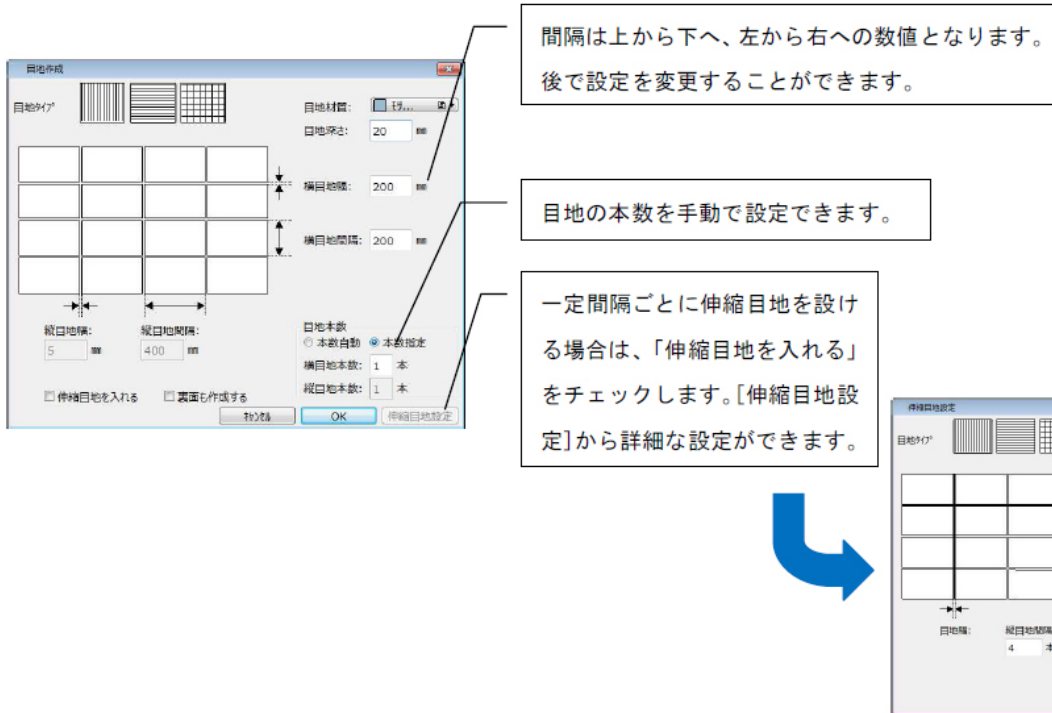 間隔は上から下へ、左から右への数値となります。
後で設定を変更することができます。
目地作成
目地ﾀｲﾌﾟ
目地材質:
目地深さ: 20 mm
横目地幅: 200 mm
目地の本数を手動で設定できます。
横目地間隔: 200 mm
一定間隔ごとに伸縮目地を設け
る場合は、「伸縮目地を入れる」
をチェックします。[伸縮目地設
定]から詳細な設定ができます。
縦目地幅: 縦目地間隔:
5 mm 400 mm
目地本数
本数自動 本数指定
横目地本数: 1 本
縦目地本数: 1 本
伸縮目地を入れる 裏面も作成する
ｷｬﾝｾﾙ OK 伸縮目地設定
伸縮目地設定
目地ﾀｲﾌﾟ
目地幅: 縦目地間隔
4 本